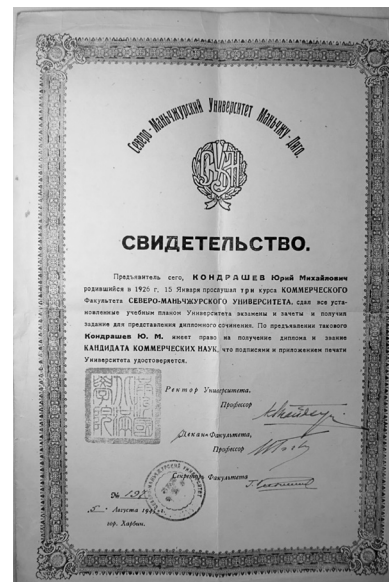 Северо-Маньчжурский Университет Маньчжу-Диго.
СВИДЕТЕЛЬСТВО.
Предъявитель сего, КОНДРАШЕВ Юрий Михайлович
родившийся в 1926 г. 15 Января прослушал три курса КОММЕРЧЕСКОГО
Факультета СЕВЕРО-МАНЬЧЖУРСКОГО УНИВЕРСИТЕТА, сдал все уста-
новленные учебным планом Университета экзамены и зачеты и получил
задание для представления дипломного сочинения. По предъявлении такового
Кондрашев Ю. М. имеет право на получение диплома и звание
КАНДИДАТА КОММЕРЧЕСКИХ НАУК, что подписями и приложением печати
Университета удостоверяется.
Ректор Университета,
Профессор
Декан Факультета,
Профессор
Секретарь Факультета
№
Августа
гор. Харбин.